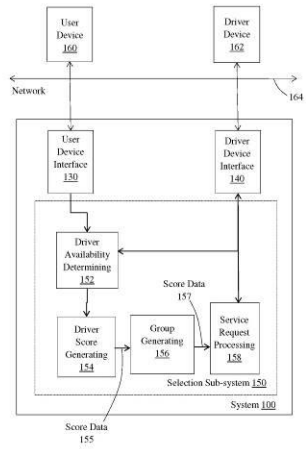 User
Device
160
Driver
Device
162
Network
164
User
Device
Interface
130
Driver
Device
Interface
140
Driver
Availability
Determining
152
Score Data
157
Driver
Score
Generating
154
Group
Generating
156
Service
Request
Processing
158
Selection Sub-system 150
System 100
Score Data
155